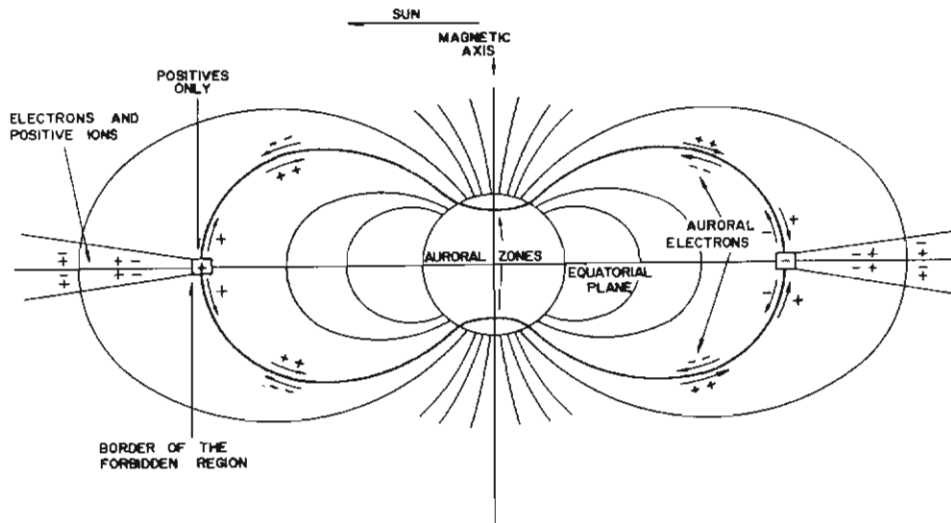 SUN
MAGNETIC
AXIS
POSITIVES
ONLY
ELECTRONS AND
POSITIVE IONS
AURORAL ZONES
EQUATORIAL
PLANE
AURORAL
ELECTRONS
BORDER OF THE
FORBIDDEN REGION